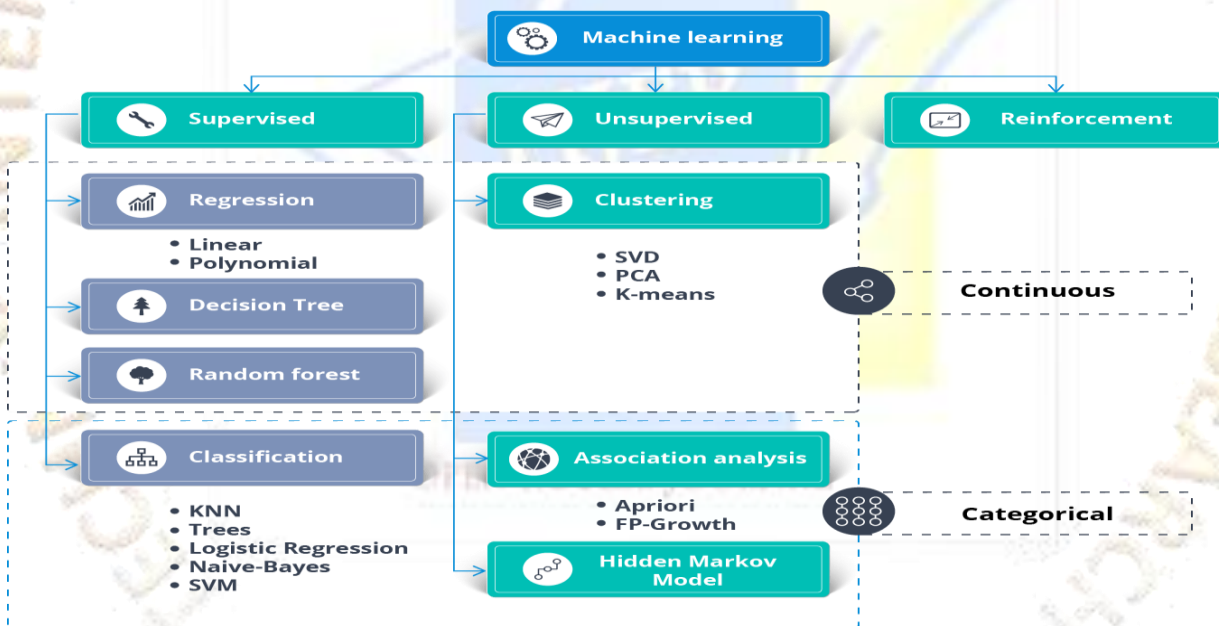 Machine learning
Supervised
Unsupervised
Reinforcement
Regression
• Linear
• Polynomial
Decision Tree
Random forest
Clustering
• SVD
• PCA
• K-means
Continuous
Classification
• KNN
• Trees
• Logistic Regression
• Naive-Bayes
• SVM
Association analysis
• Apriori
• FP-Growth
Hidden Markov
Model
Categorical